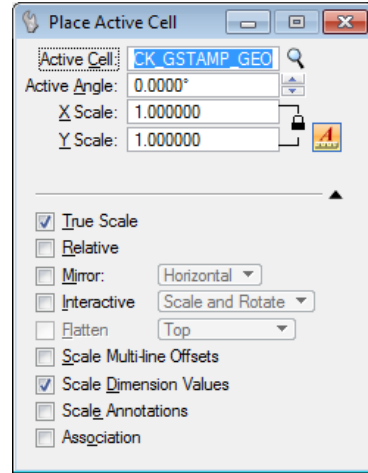 Place Active Cell
Active Cell: CK_GSTAMP_GEO
Active Angle: 0.0000°
X Scale: 1.000000
Y Scale: 1.000000
A
True Scale
Relative
Mirror: Horizontal
Interactive Scale and Rotate
Flatten Top
Scale Multi-line Offsets
Scale Dimension Values
Scale Annotations
Association